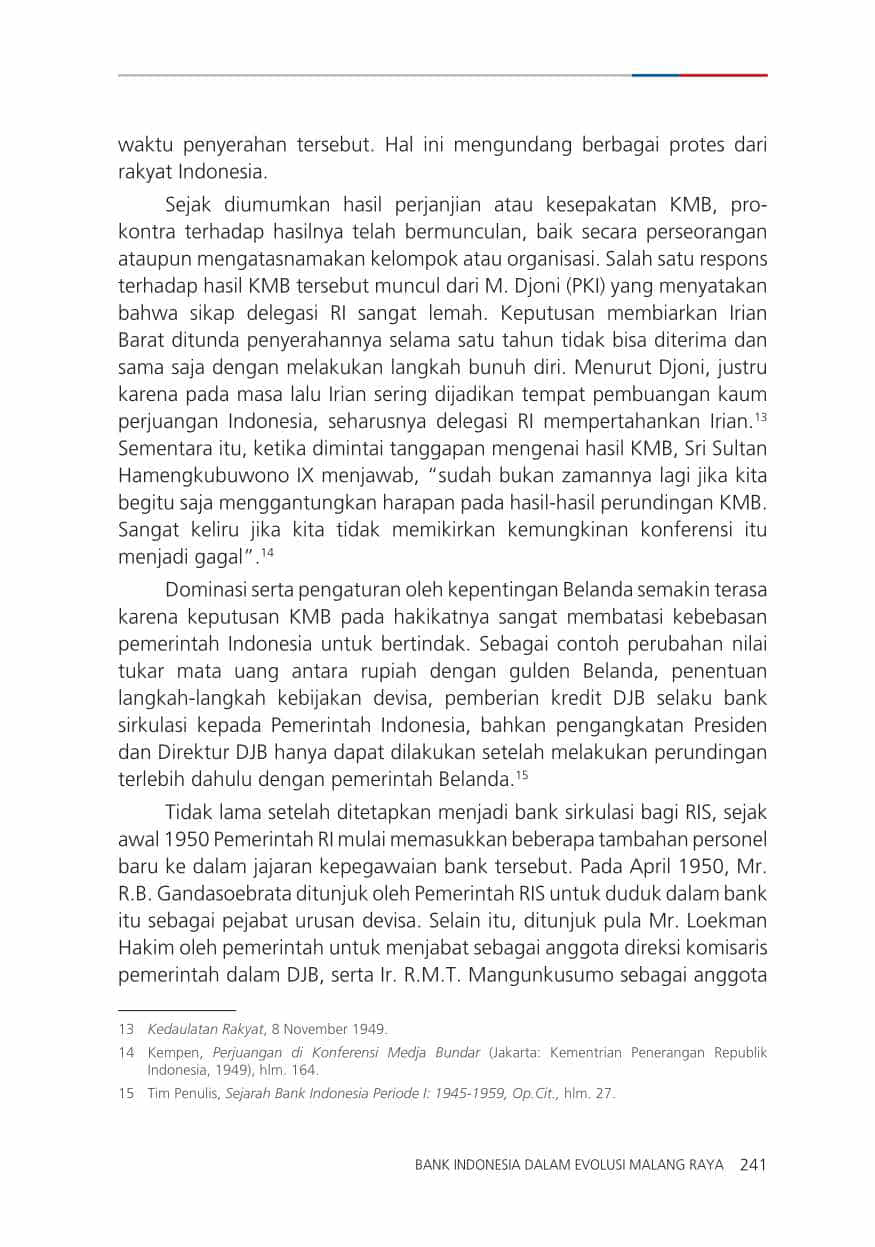 waktu penyerahan tersebut. Hal ini mengundang berbagai protes dari
rakyat Indonesia.
Sejak diumumkan hasil perjanjian atau kesepakatan KMB, pro-
kontra terhadap hasilnya telah bermunculan, baik secara perseorangan
ataupun mengatasnamakan kelompok atau organisasi. Salah satu respons
terhadap hasil KMB tersebut muncul dari M. Djoni (PKI) yang menyatakan
bahwa sikap delegasi RI sangat lemah. Keputusan membiarkan Irian
Barat ditunda penyerahannya selama satu tahun tidak bisa diterima dan
sama saja dengan melakukan langkah bunuh diri. Menurut Djoni, justru
karena pada masa lalu Irian sering dijadikan tempat pembuangan kaum
perjuangan Indonesia, seharusnya delegasi RI mempertahankan Irian.¹³
Sementara itu, ketika dimintai tanggapan mengenai hasil KMB, Sri Sultan
Hamengkubuwono IX menjawab, “sudah bukan zamannya lagi jika kita
begitu saja menggantungkan harapan pada hasil-hasil perundingan KMB.
Sangat keliru jika kita tidak memikirkan kemungkinan konferensi itu
menjadi gagal”.¹⁴
Dominasi serta pengaturan oleh kepentingan Belanda semakin terasa
karena keputusan KMB pada hakikatnya sangat membatasi kebebasan
pemerintah Indonesia untuk bertindak. Sebagai contoh perubahan nilai
tukar mata uang antara rupiah dengan gulden Belanda, penentuan
langkah-langkah kebijakan devisa, pemberian kredit DJB selaku bank
sirkulasi kepada Pemerintah Indonesia, bahkan pengangkatan Presiden
dan Direktur DJB hanya dapat dilakukan setelah melakukan perundingan
terlebih dahulu dengan pemerintah Belanda.¹⁵
Tidak lama setelah ditetapkan menjadi bank sirkulasi bagi RIS, sejak
awal 1950 Pemerintah RI mulai memasukkan beberapa tambahan personel
baru ke dalam jajaran kepegawaian bank tersebut. Pada April 1950, Mr.
R.B. Gandasoebrata ditunjuk oleh Pemerintah RIS untuk duduk dalam bank
itu sebagai pejabat urusan devisa. Selain itu, ditunjuk pula Mr. Loekman
Hakim oleh pemerintah untuk menjabat sebagai anggota direksi komisaris
pemerintah dalam DJB, serta Ir. R.M.T. Mangunkusumo sebagai anggota
13 Kedaulatan Rakyat, 8 November 1949.
14 Kempen, Perjuangan di Konferensi Medja Bundar (Jakarta: Kementrian Penerangan Republik
Indonesia, 1949), hlm. 164.
15 Tim Penulis, Sejarah Bank Indonesia Periode I: 1945-1959, Op.Cit., hlm. 27.
BANK INDONESIA DALAM EVOLUSI MALANG RAYA 241